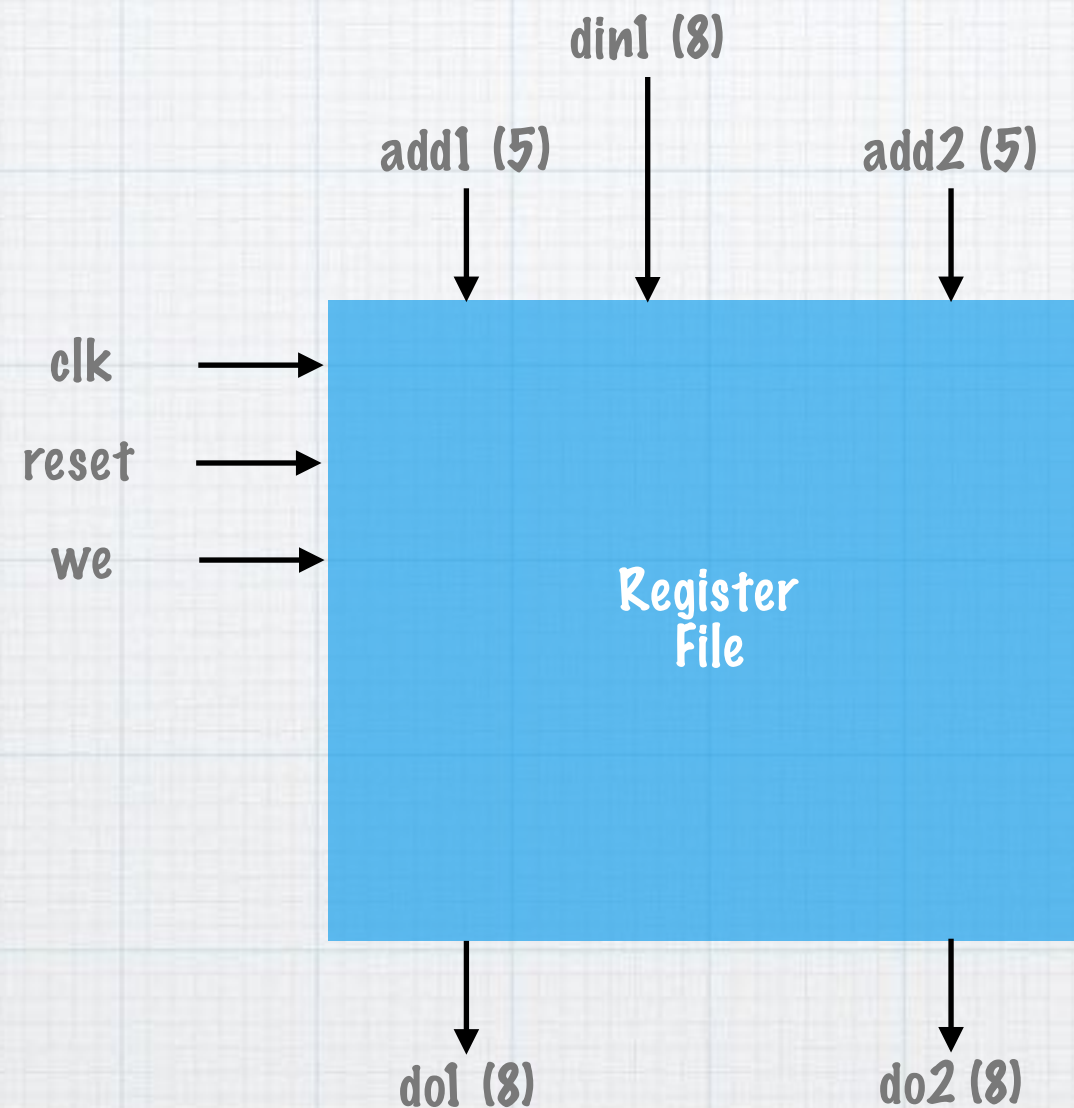 din1 (8)
add1 (5)
add2 (5)
clk
reset
we
Register
File
do1 (8)
do2 (8)